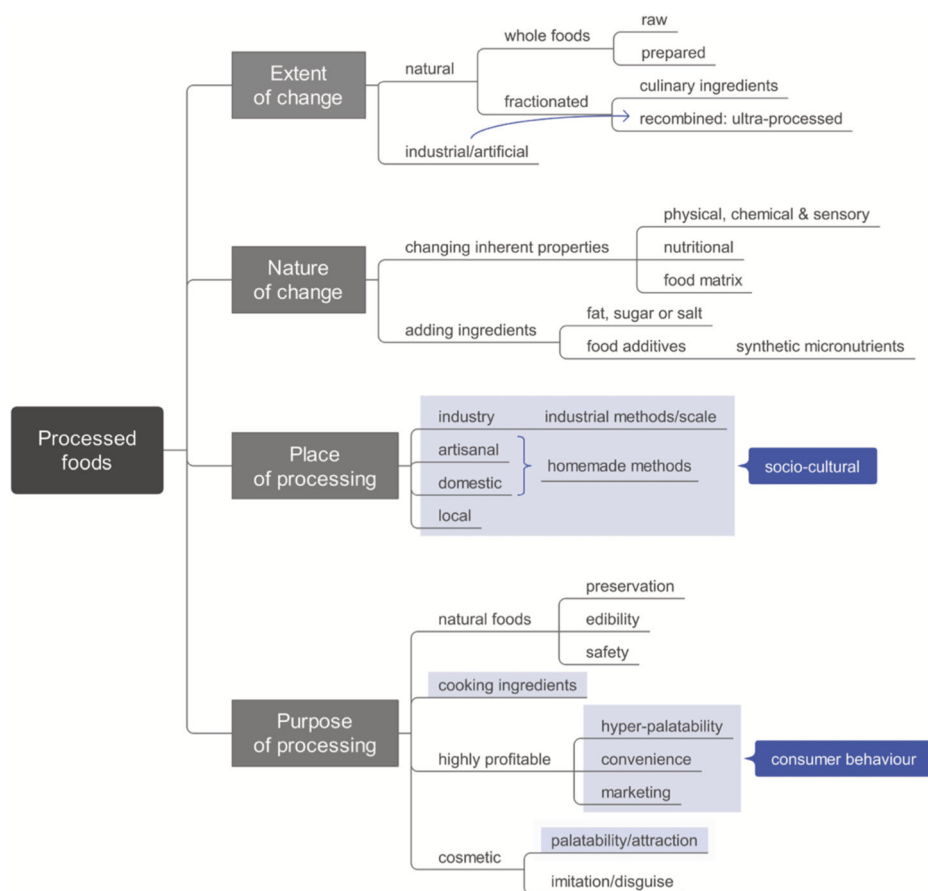 Processed
foods
Extent
of change
natural
whole foods
raw
prepared
fractionated
culinary ingredients
recombined: ultra-processed
industrial/artificial
Nature
of change
changing inherent properties
physical, chemical & sensory
nutritional
food matrix
adding ingredients
fat, sugar or salt
food additives
synthetic micronutrients
Place
of processing
industry
industrial methods/scale
artisanal
domestic
homemade methods
local
socio-cultural
Purpose
of processing
natural foods
preservation
edibility
safety
cooking ingredients
highly profitable
hyper-palatability
convenience
marketing
consumer behaviour
cosmetic
palatability/attraction
imitation/disguise